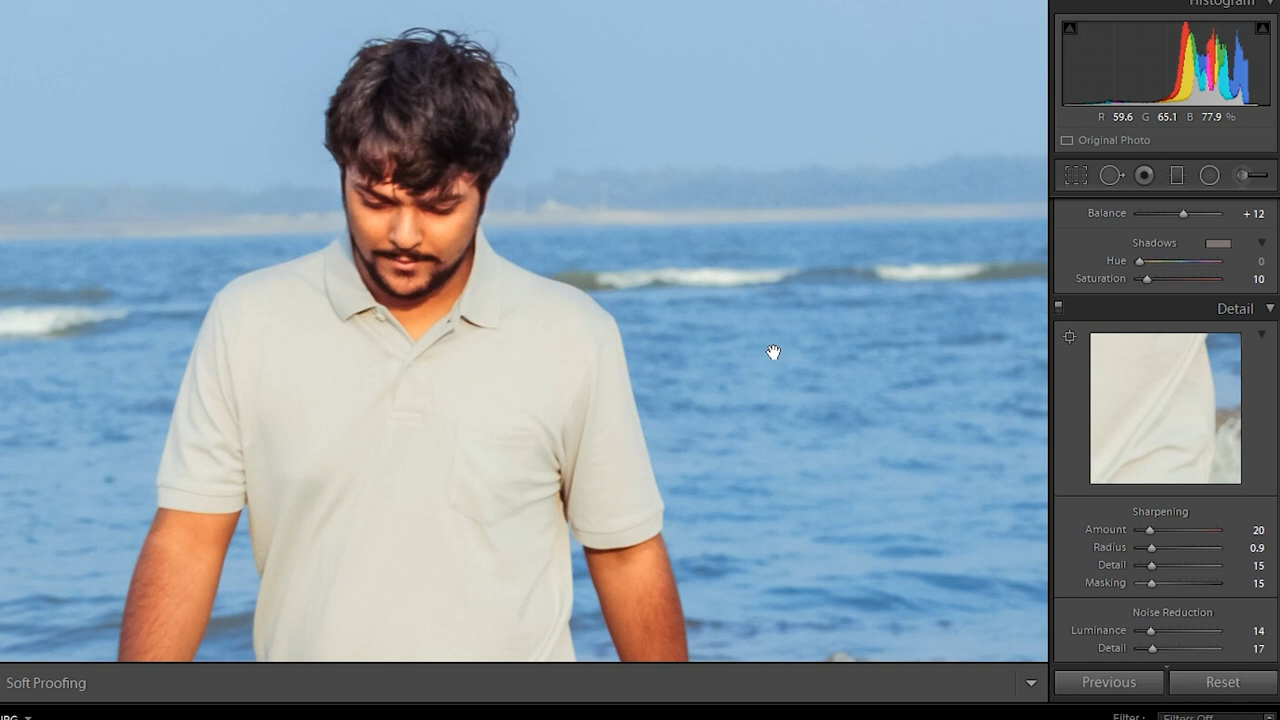 Histogram
R 59.6 G 65.1 B 77.9 %
Original Photo
Balance + 12
Shadows
Hue 0
Saturation 10
Detail
Sharpening
Amount 20
Radius 0.9
Detail 15
Masking 15
Noise Reduction
Luminance 14
Detail 17
Soft Proofing
Previous Reset
Filter : Filters Off